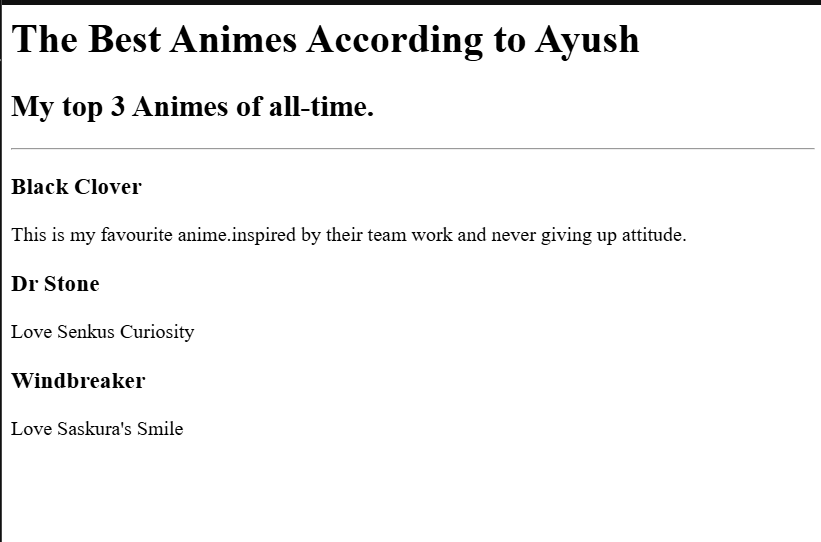 The Best Animes According to Ayush
My top 3 Animes of all-time.
Black Clover
This is my favourite anime.inspired by their team work and never giving up attitude.
Dr Stone
Love Senkus Curiosity
Windbreaker
Love Saskura's Smile